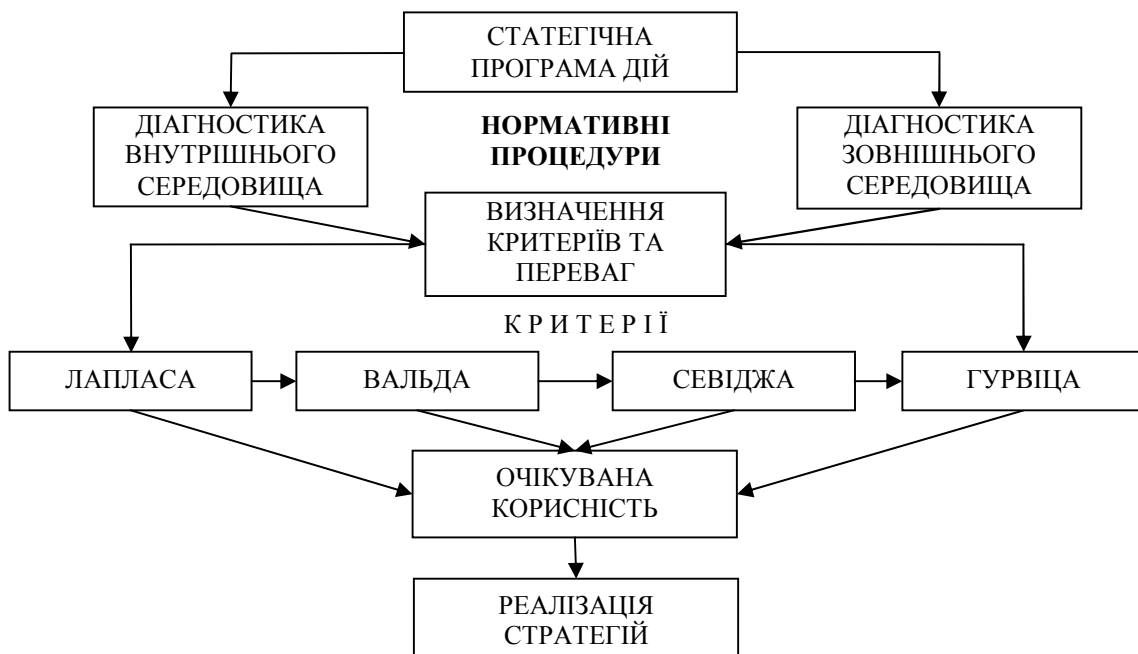 СТАТЕГІЧНА
ПРОГРАМА ДІЙ
ДІАГНОСТИКА
ВНУТРІШНЬОГО
СЕРЕДОВИЩА
НОРМАТИВНІ
ПРОЦЕДУРИ
ДІАГНОСТИКА
ЗОВНІШНЬОГО
СЕРЕДОВИЩА
ВИЗНАЧЕННЯ
КРИТЕРІЇВ ТА
ПЕРЕВАГ
К Р И Т Е Р І Ї
ЛАПЛАСА
ВАЛЬДА
СЕВІДЖА
ГУРВІЦА
ОЧІКУВАНА
КОРИСНІСТЬ
РЕАЛІЗАЦІЯ
СТРАТЕГІЙ